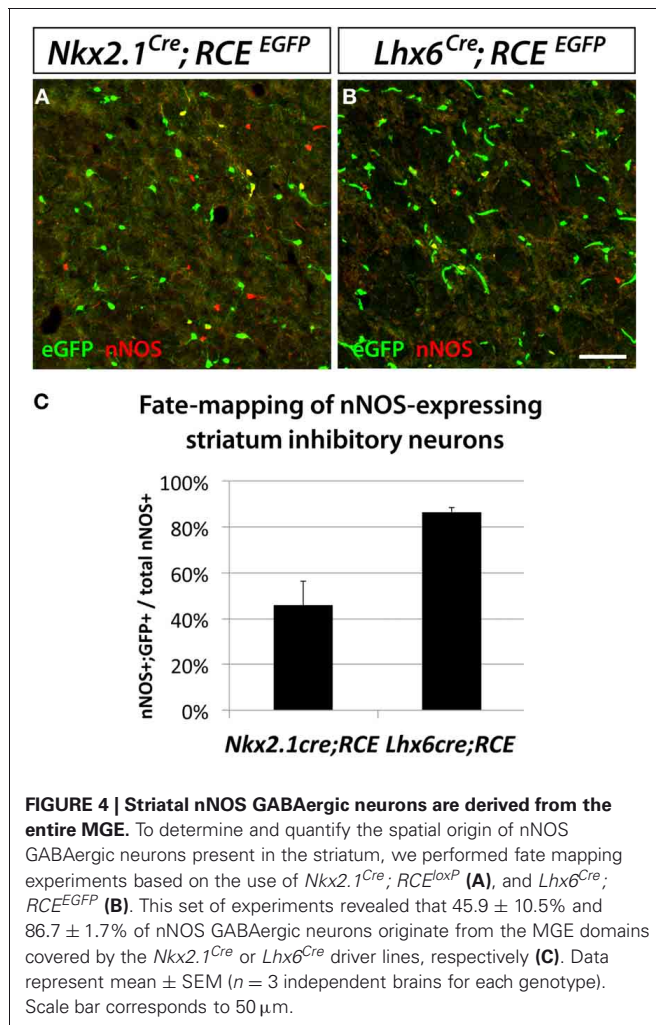 Nkx2.1Cre; RCE EGFP
Lhx6Cre; RCE EGFP
A
B
eGFP nNOS
eGFP nNOS
C
Fate-mapping of nNOS-expressing
striatum inhibitory neurons
nNOS+;GFP+ / total nNOS+
100%
80%
60%
40%
20%
0%
Nkx2.1cre;RCE Lhx6cre;RCE
FIGURE 4 | Striatal nNOS GABAergic neurons are derived from the
entire MGE. To determine and quantify the spatial origin of nNOS
GABAergic neurons present in the striatum, we performed fate mapping
experiments based on the use of Nkx2.1Cre; RCEloxP (A), and Lhx6Cre;
RCEEGFP (B). This set of experiments revealed that 45.9 ± 10.5% and
86.7 ± 1.7% of nNOS GABAergic neurons originate from the MGE domains
covered by the Nkx2.1Cre or Lhx6Cre driver lines, respectively (C). Data
represent mean ± SEM (n = 3 independent brains for each genotype).
Scale bar corresponds to 50 μm.